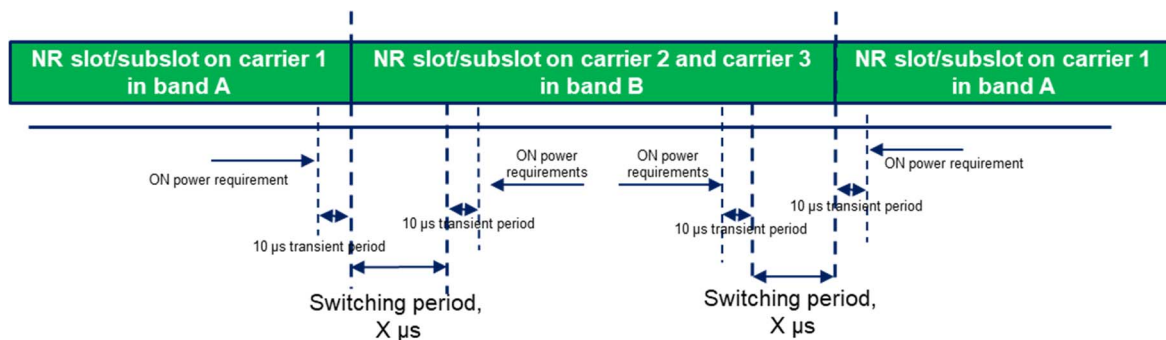 NR slot/subslot on carrier 1
in band A
NR slot/subslot on carrier 2 and carrier 3
in band B
NR slot/subslot on carrier 1
in band A
ON power requirement
ON power
requirements
ON power
requirements
ON power requirement
10 µs transient period
10 µs transient period
10 µs transient period
10 µs transient period
Switching period,
X µs
Switching period,
X µs